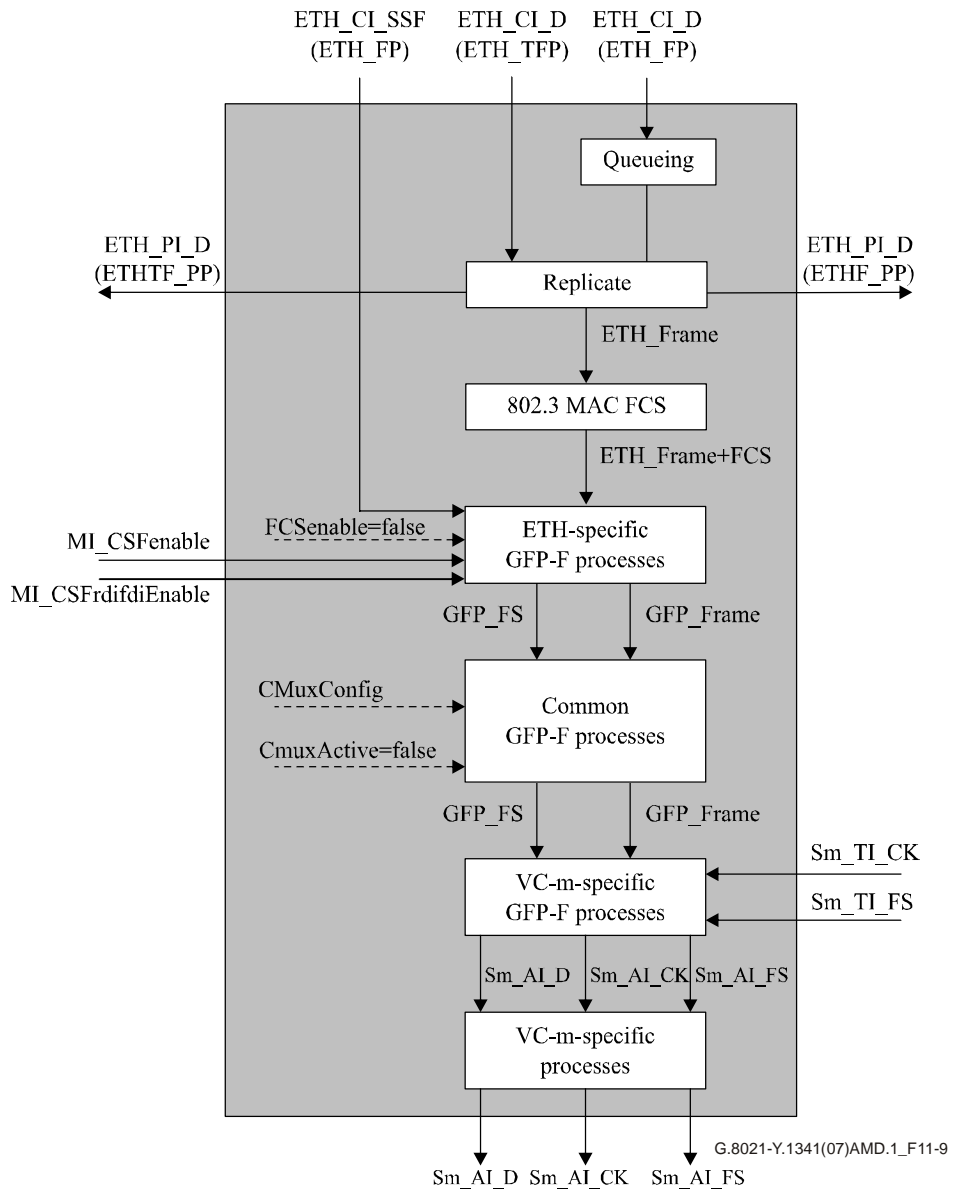 ETH_CI_SSF
(ETH_FP)
ETH_CI_D
(ETH_TFP)
ETH_CI_D
(ETH_FP)
Queueing
ETH_PI_D
(ETHTF_PP)
ETH_PI_D
(ETHF_PP)
Replicate
ETH_Frame
802.3 MAC FCS
ETH_Frame+FCS
FCSenable=false
ETH-specific
GFP-F processes
MI_CSFenable
MI_CSFrdifdiEnable
GFP_FS
GFP_Frame
CMuxConfig
Common
GFP-F processes
CmuxActive=false
GFP_FS
GFP_Frame
Sm_TI_CK
VC-m-specific
GFP-F processes
Sm_TI_FS
Sm_AI_D
Sm_AI_CK
Sm_AI_FS
VC-m-specific
processes
G.8021-Y.1341(07)AMD.1_F11-9
Sm_AI_D
Sm_AI_CK
Sm_AI_FS